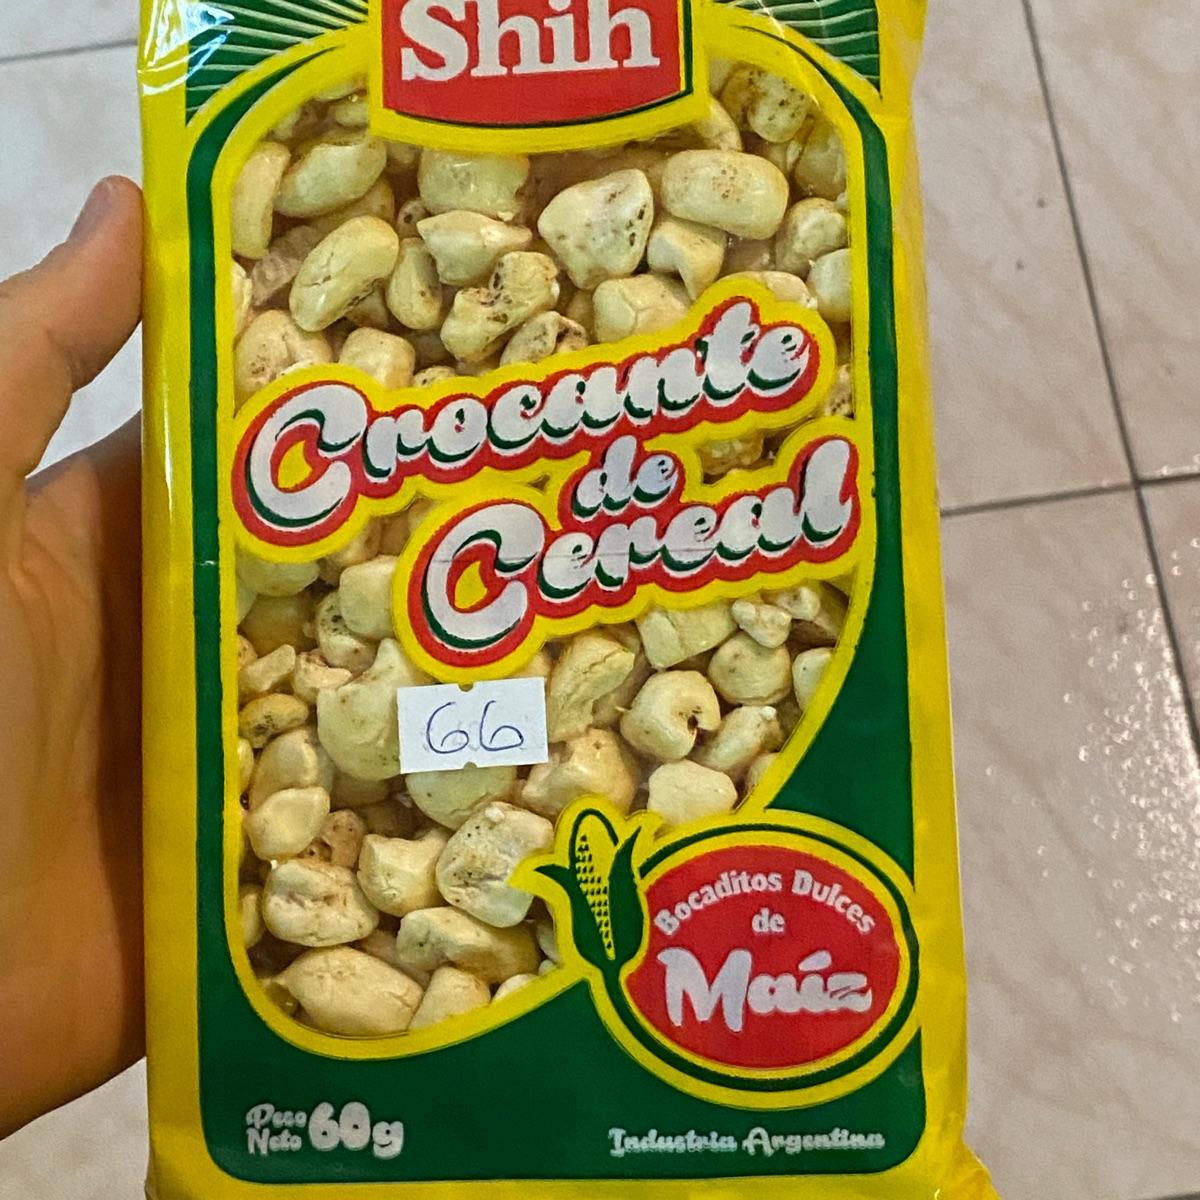 Shih
Crocante
de
Cereal
66
Bocaditos Dulces
de
Maíz
Peso
Neto 60g
Industria Argentina